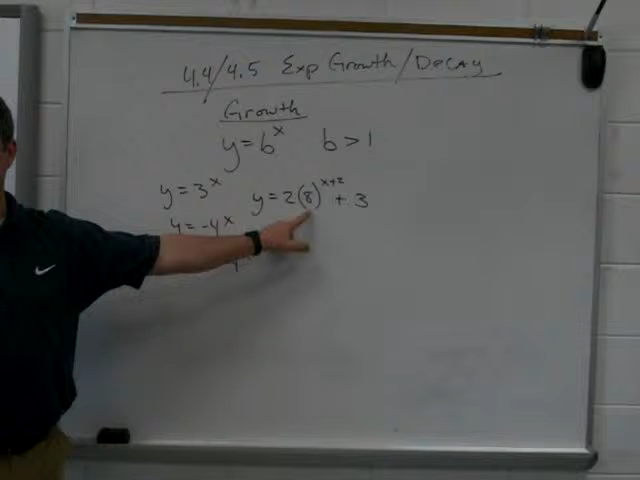 4.4/4.5 Exp Growth/Decay
Growth
y=b^x b>1
y=3^x y=2(8)^x+2 + 3
y=-4^x